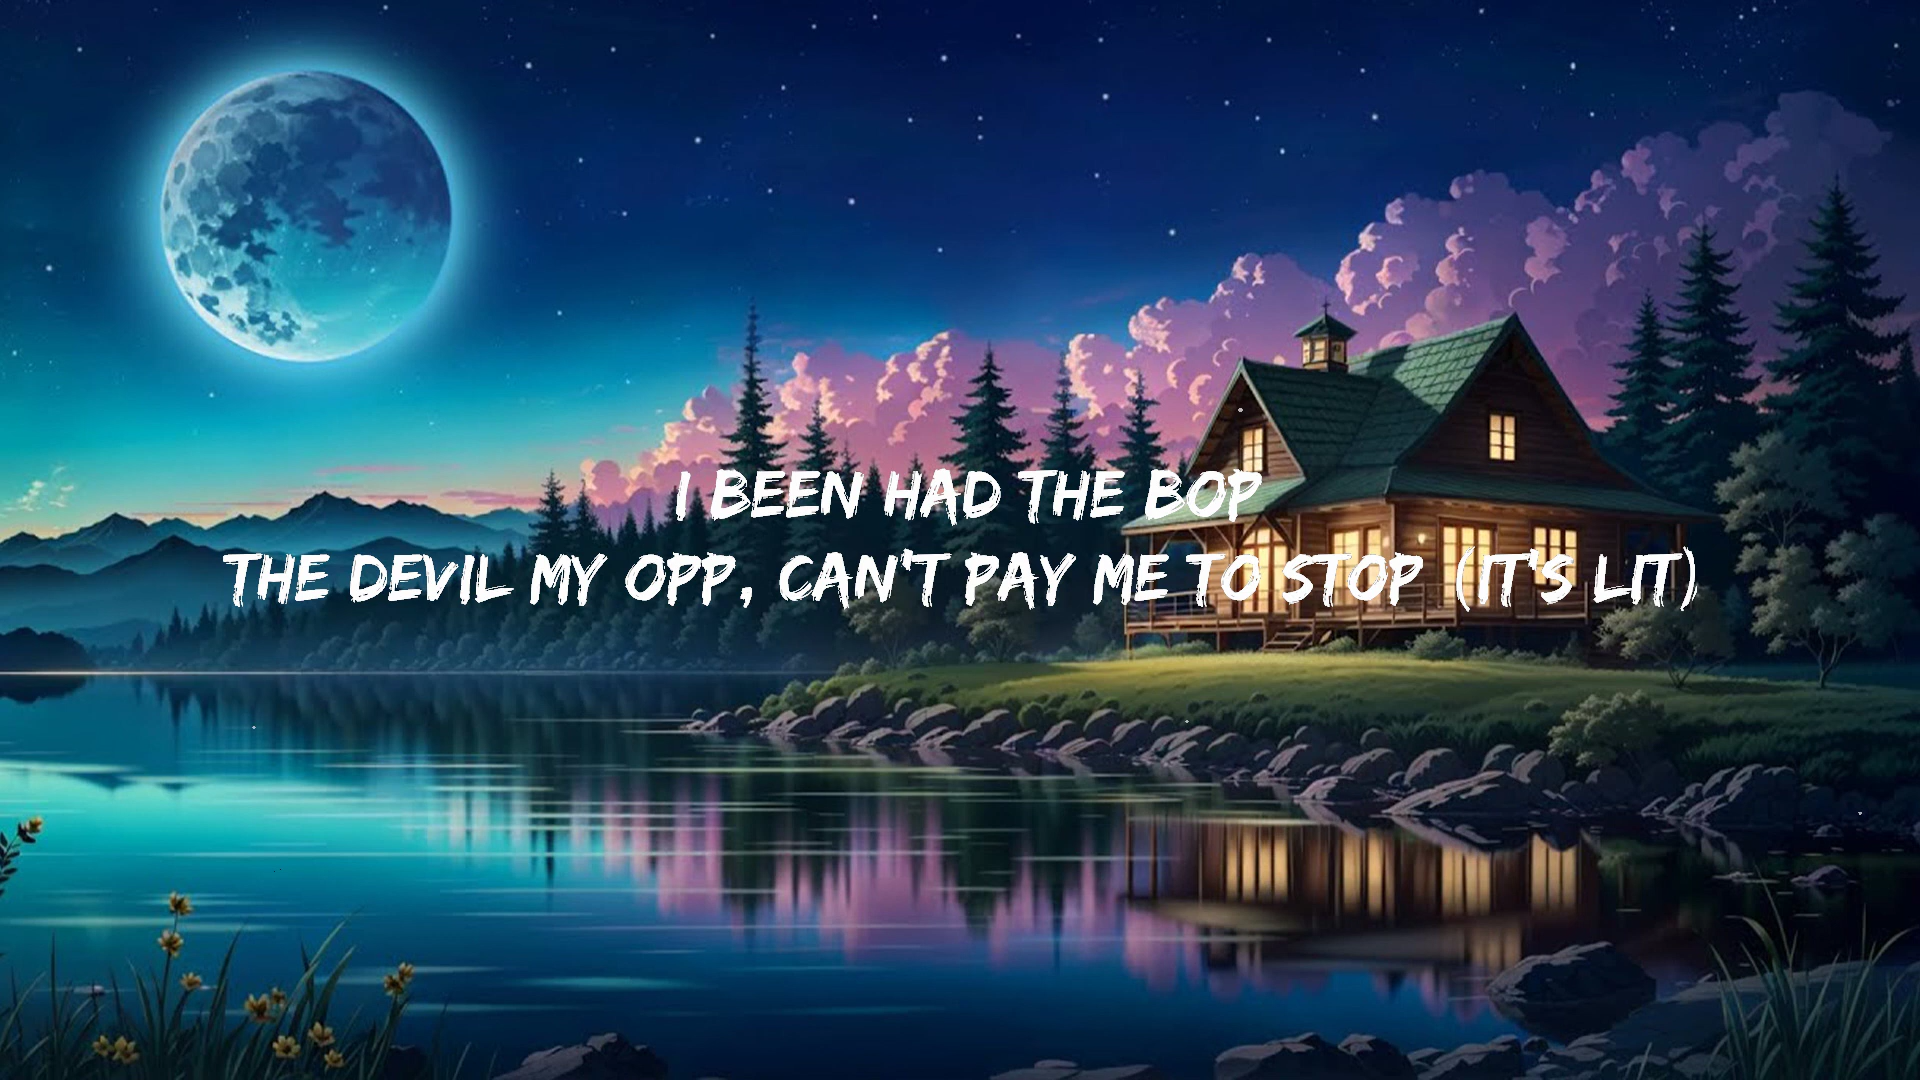 I BEEN HAD THE BOP
THE DEVIL MY OPP, CAN'T PAY ME TO STOP (IT'S LIT)